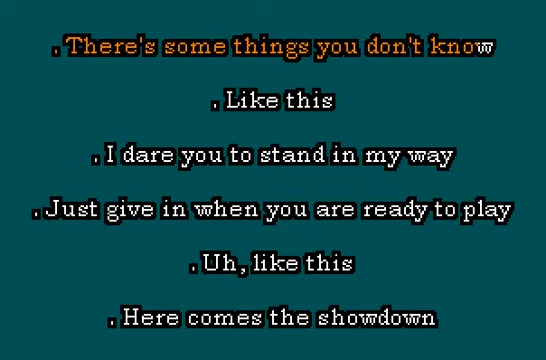 . There's some things you don't know
. Like this
. I dare you to stand in my way
. Just give in when you are ready to play
. Uh, like this
. Here comes the showdown